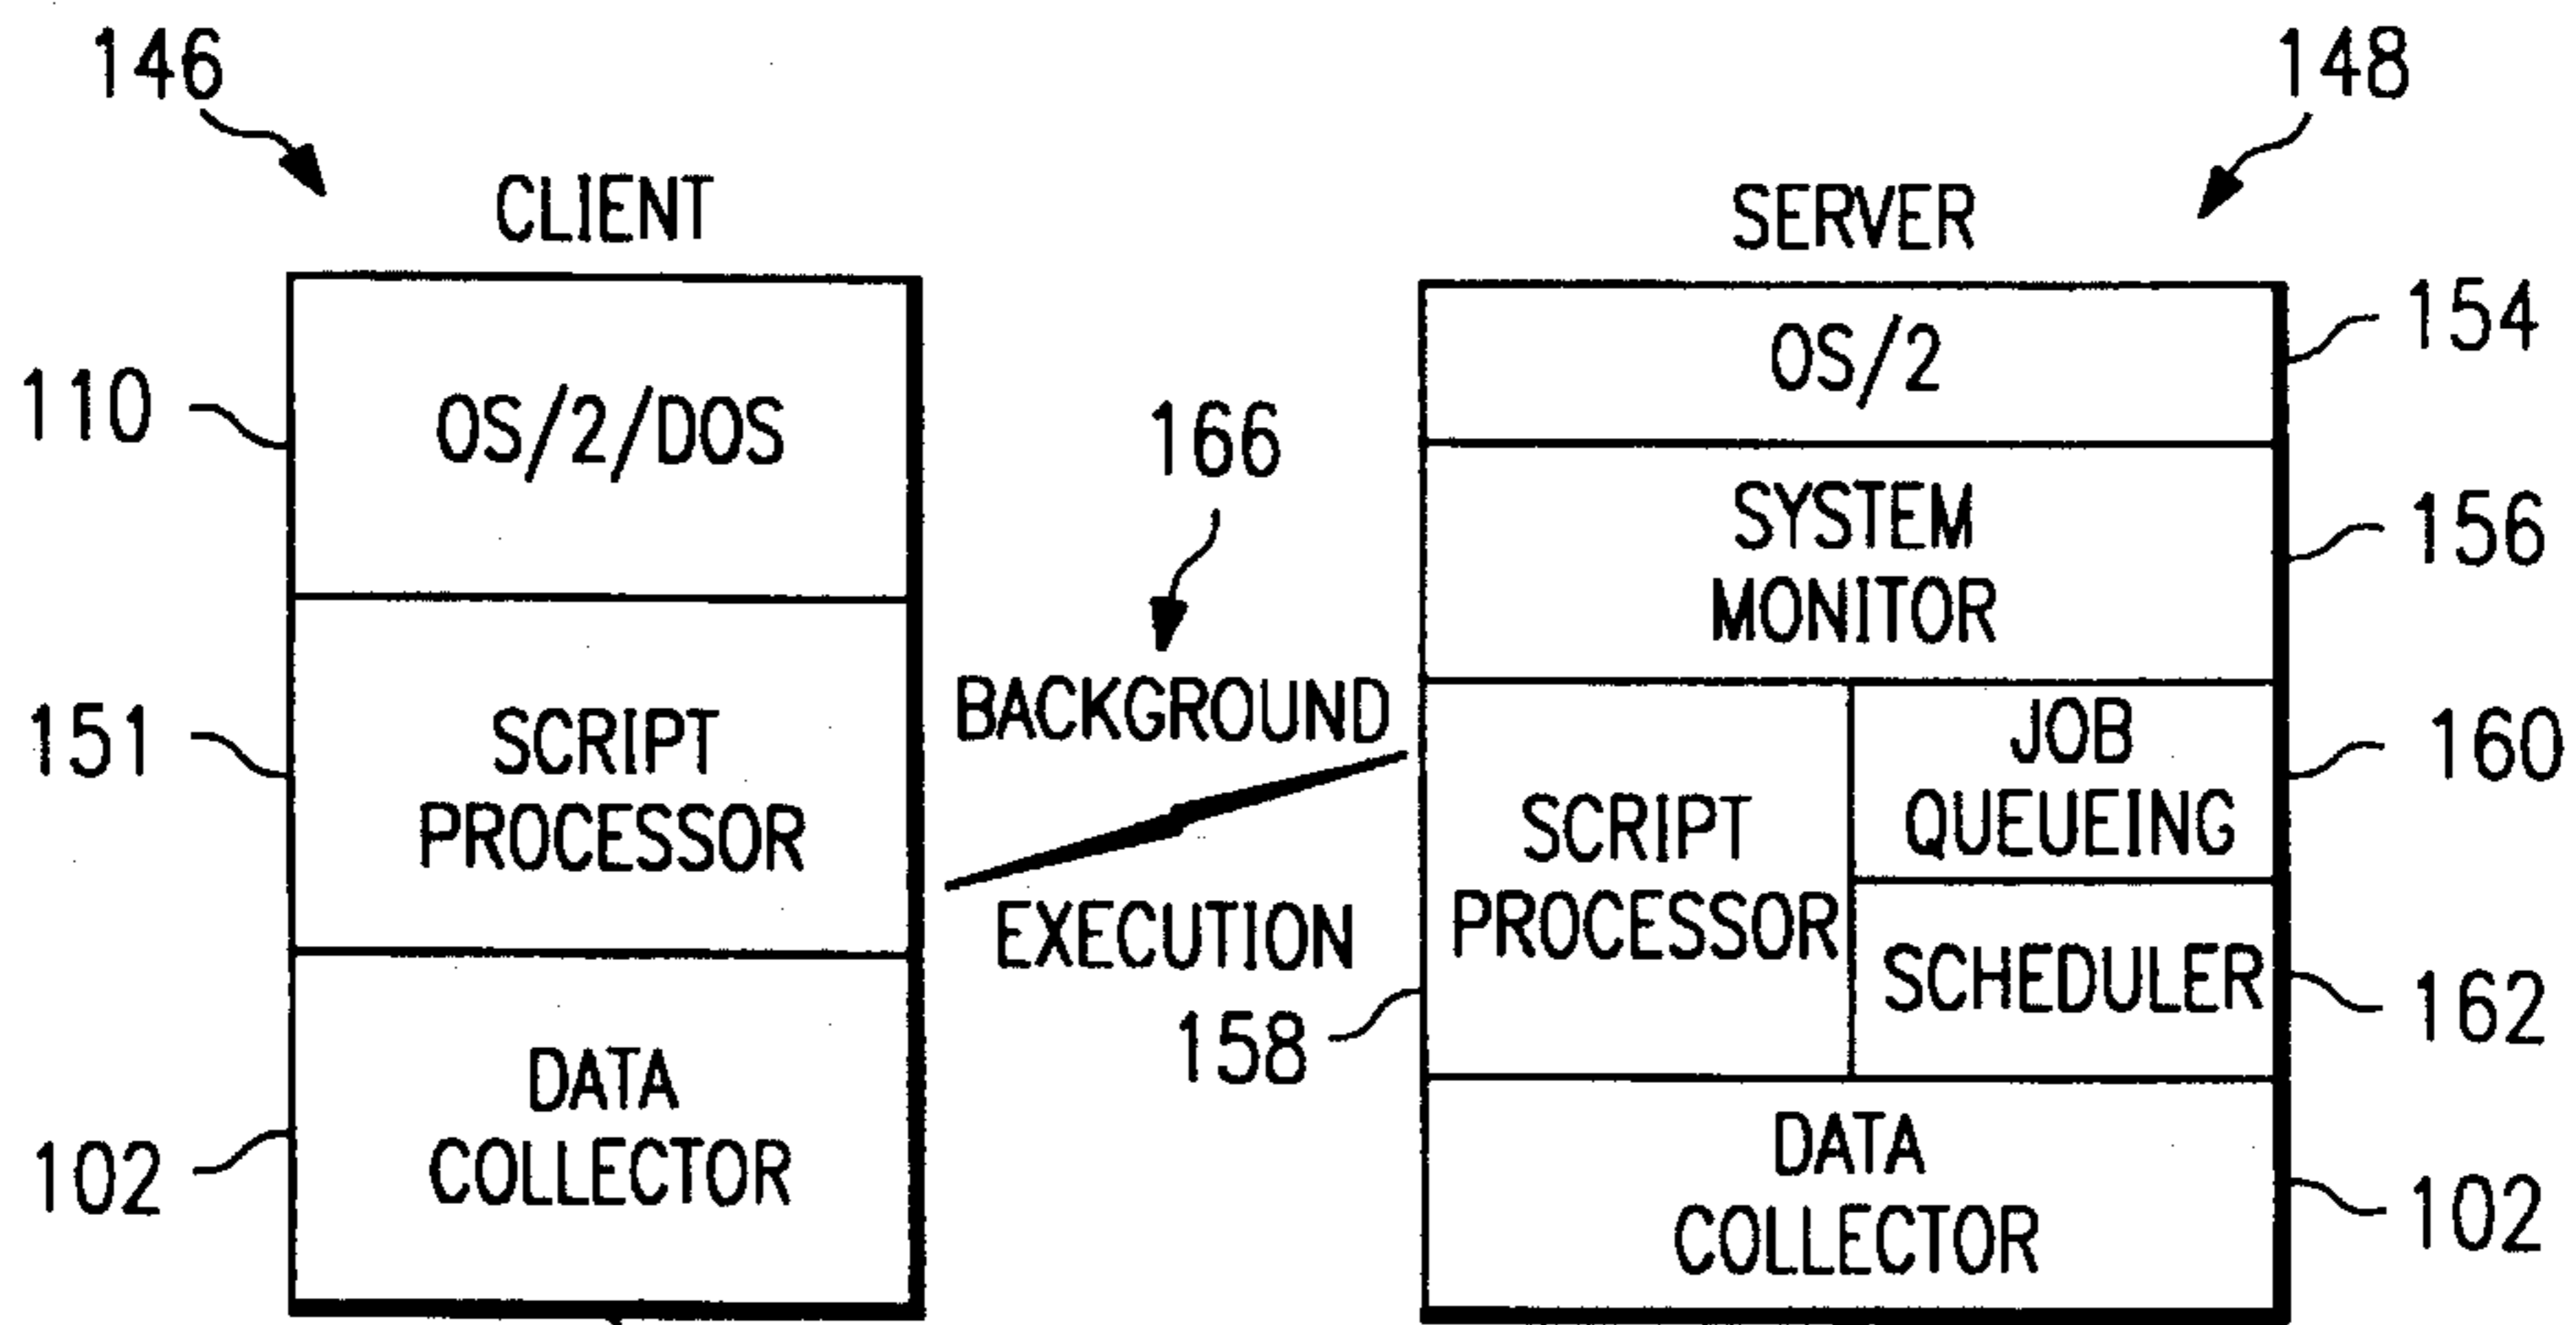 146
148
CLIENT
SERVER
110
OS/2/DOS
151
SCRIPT
PROCESSOR
102
DATA
COLLECTOR
166
BACKGROUND
EXECUTION
OS/2
154
SYSTEM
MONITOR
156
SCRIPT
PROCESSOR
158
JOB
QUEUEING
160
SCHEDULER
162
DATA
COLLECTOR
102